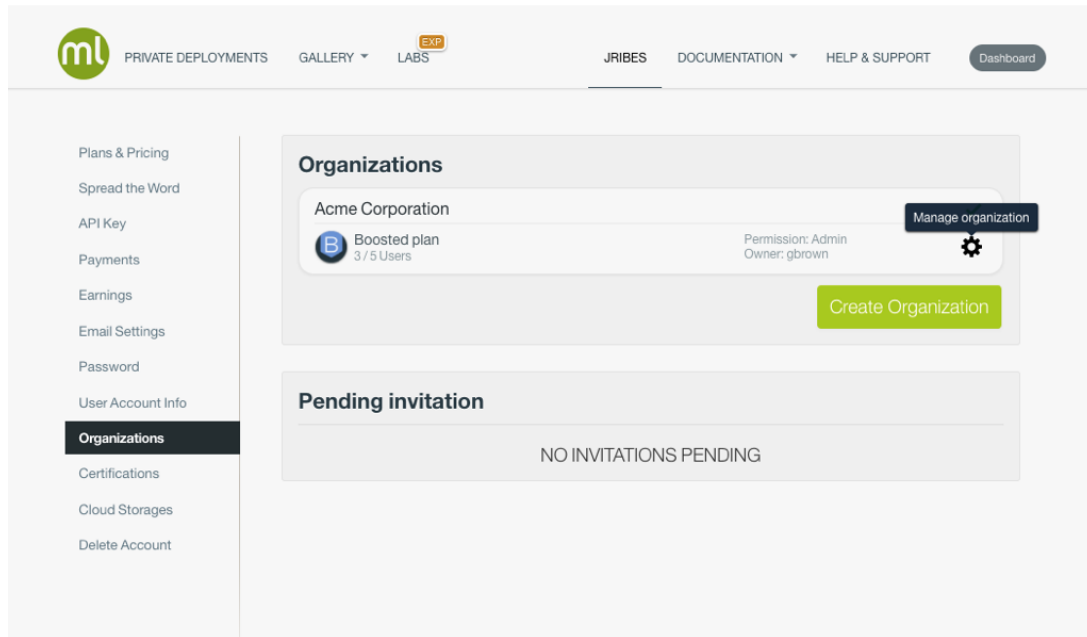 ml
PRIVATE DEPLOYMENTS GALLERY LABS EXP JRIBES DOCUMENTATION HELP & SUPPORT Dashboard
Plans & Pricing
Spread the Word
API Key
Payments
Earnings
Email Settings
Password
User Account Info
Organizations
Certifications
Cloud Storages
Delete Account
Organizations
Acme Corporation
Manage organization
B Boosted plan
3 / 5 Users
Permission: Admin
Owner: gbrown
Create Organization
Pending invitation
NO INVITATIONS PENDING